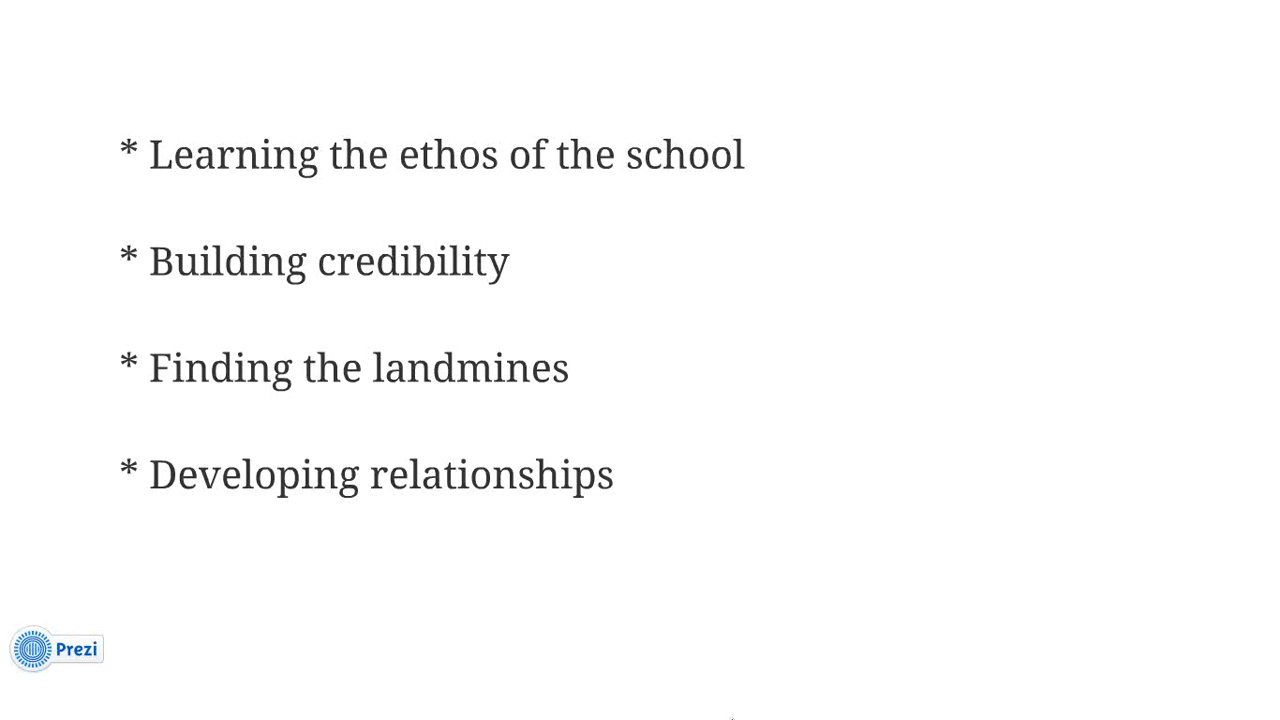 * Learning the ethos of the school
* Building credibility
* Finding the landmines
* Developing relationships
Prezi